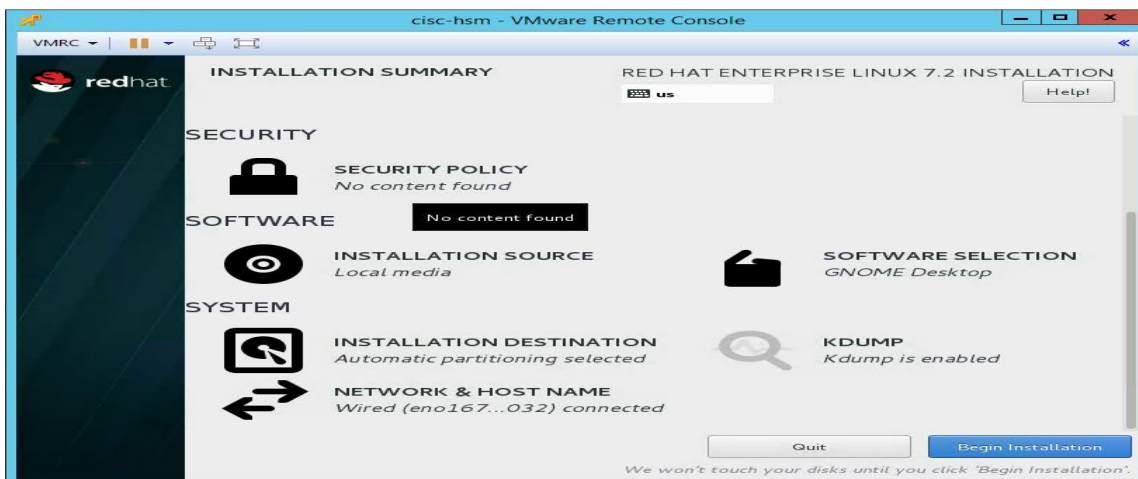 cisc-hsm - VMware Remote Console
VMRC
redhat.
INSTALLATION SUMMARY
RED HAT ENTERPRISE LINUX 7.2 INSTALLATION
us
Help!
SECURITY
SECURITY POLICY
No content found
SOFTWARE
No content found
INSTALLATION SOURCE
Local media
SOFTWARE SELECTION
GNOME Desktop
SYSTEM
INSTALLATION DESTINATION
Automatic partitioning selected
KDUMP
Kdump is enabled
NETWORK & HOST NAME
Wired (eno167...032) connected
Quit
Begin Installation
We won't touch your disks until you click 'Begin Installation'.